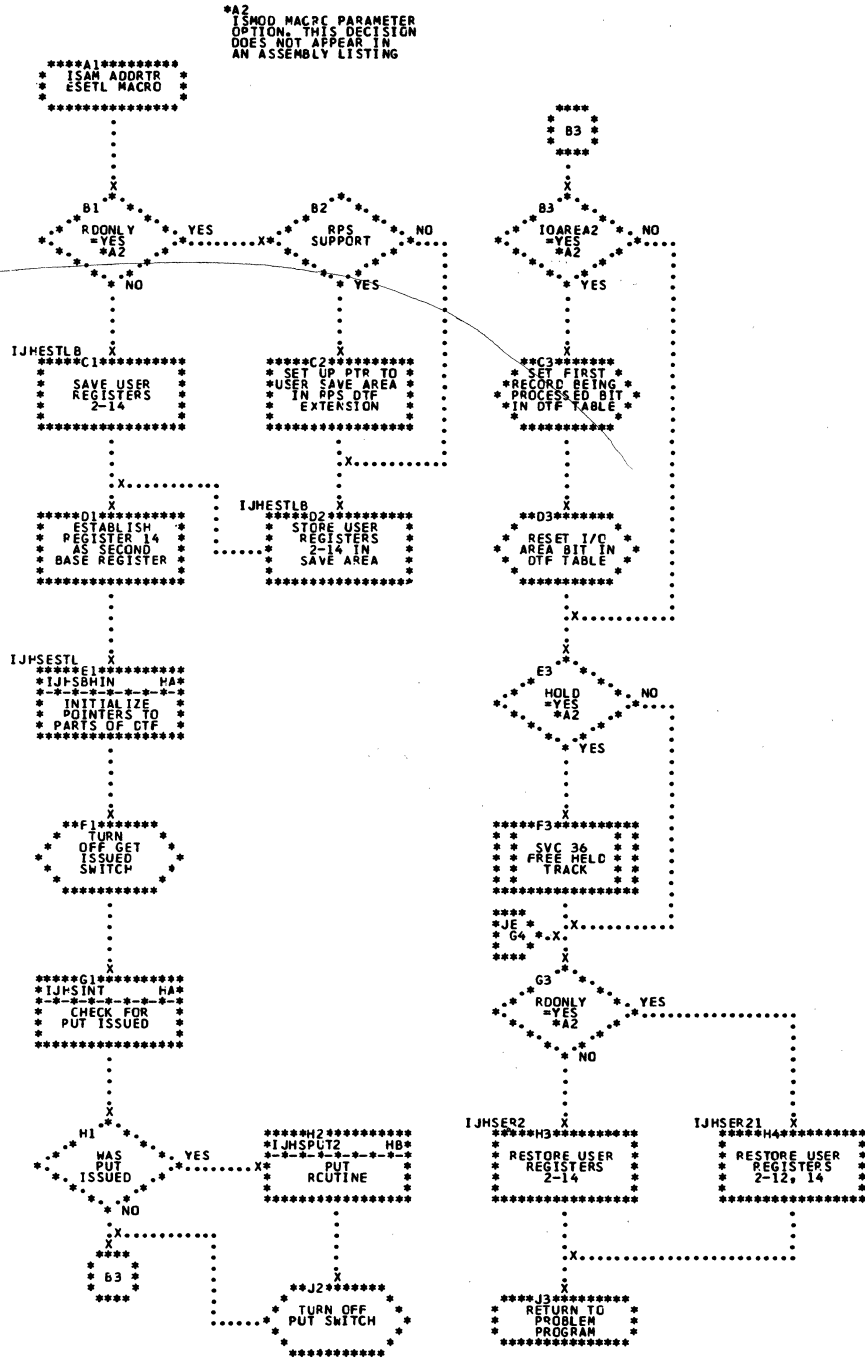 *A2
ISMOD MACRC PARAMETER
OPTION. THIS DECISION
DOES NOT APPEAR IN
AN ASSEMBLY LISTING
A1
ISAM ADDRTR
ESETL MACRO
B1
RDONLY
=YES
*A2
YES
NO
B2
RPS
SUPPORT
NO
YES
IJHESTLB
C1
SAVE USER
REGISTERS
2-14
C2
SET UP PTR TO
USER SAVE AREA
IN RPS DTF
EXTENSION
D1
ESTABLISH
REGISTER 14
AS SECOND
BASE REGISTER
IJHESTLB
D2
STORE USER
REGISTERS
2-14 IN
SAVE AREA
IJHSESTL
E1
IJHSBHIN HA
INITIALIZE
POINTERS TO
PARTS OF DTF
F1
TURN
OFF GET
ISSUED
SWITCH
G1
IJHSINT HA
CHECK FOR
PUT ISSUED
H1
WAS
PUT
ISSUED
YES
NO
H2
IJHSPUT2 HB
PUT
RCUTINE
B3
J2
TURN OFF
PUT SWITCH
B3
B3
IOAREA2
=YES
*A2
NO
YES
C3
SET FIRST
RECORD BEING
PROCESSED BIT
IN DTF TABLE
D3
RESET I/O
AREA BIT IN
DTF TABLE
E3
HOLD
=YES
*A2
NO
YES
F3
SVC 36
FREE HELD
TRACK
JE
G4
G3
RDONLY
=YES
*A2
YES
NO
IJHSER2
H3
RESTORE USER
REGISTERS
2-14
IJHSER21
H4
RESTORE USER
REGISTERS
2-12, 14
J3
RETURN TO
PROBLEM
PROGRAM